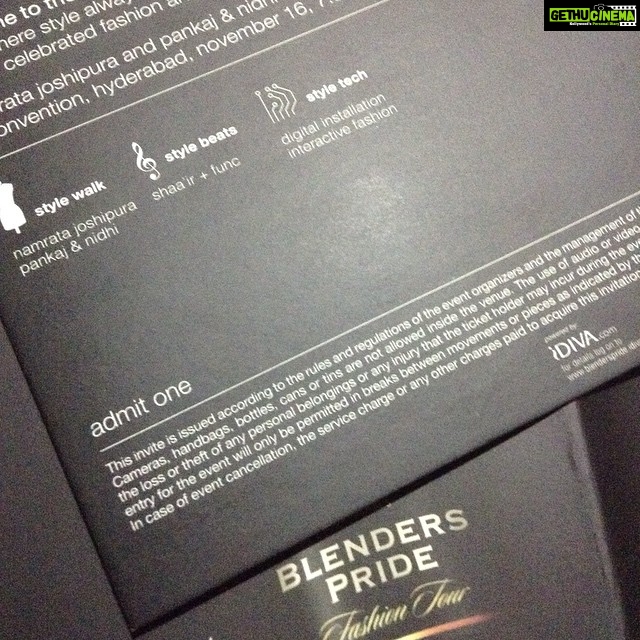 GETHUCINEMA
ne to the
here style alway
celebrated fashion a
rata joshipura and pankaj & nidhi
onvention, hyderabad, november 16, 7.
style walk
namrata joshipura
pankaj & nidhi
style beats
shaa'ir + func
style tech
digital installation
interactive fashion
admit one
This invite is issued according to the rules and regulations of the event organizers and the management of
Cameras, handbags, bottles, cans or tins are not allowed inside the venue. The use of audio or video
the loss or theft of any personal belongings or any injury that the ticket holder may incur during the
entry for the event will only be permitted in breaks between movements or pieces as indicated by th
In case of event cancellation, the service charge or any other charges paid to acquire this invitati
powered by
iDIVA.com
for details log on to
BLENDERS
PRIDE
Fashion Tour